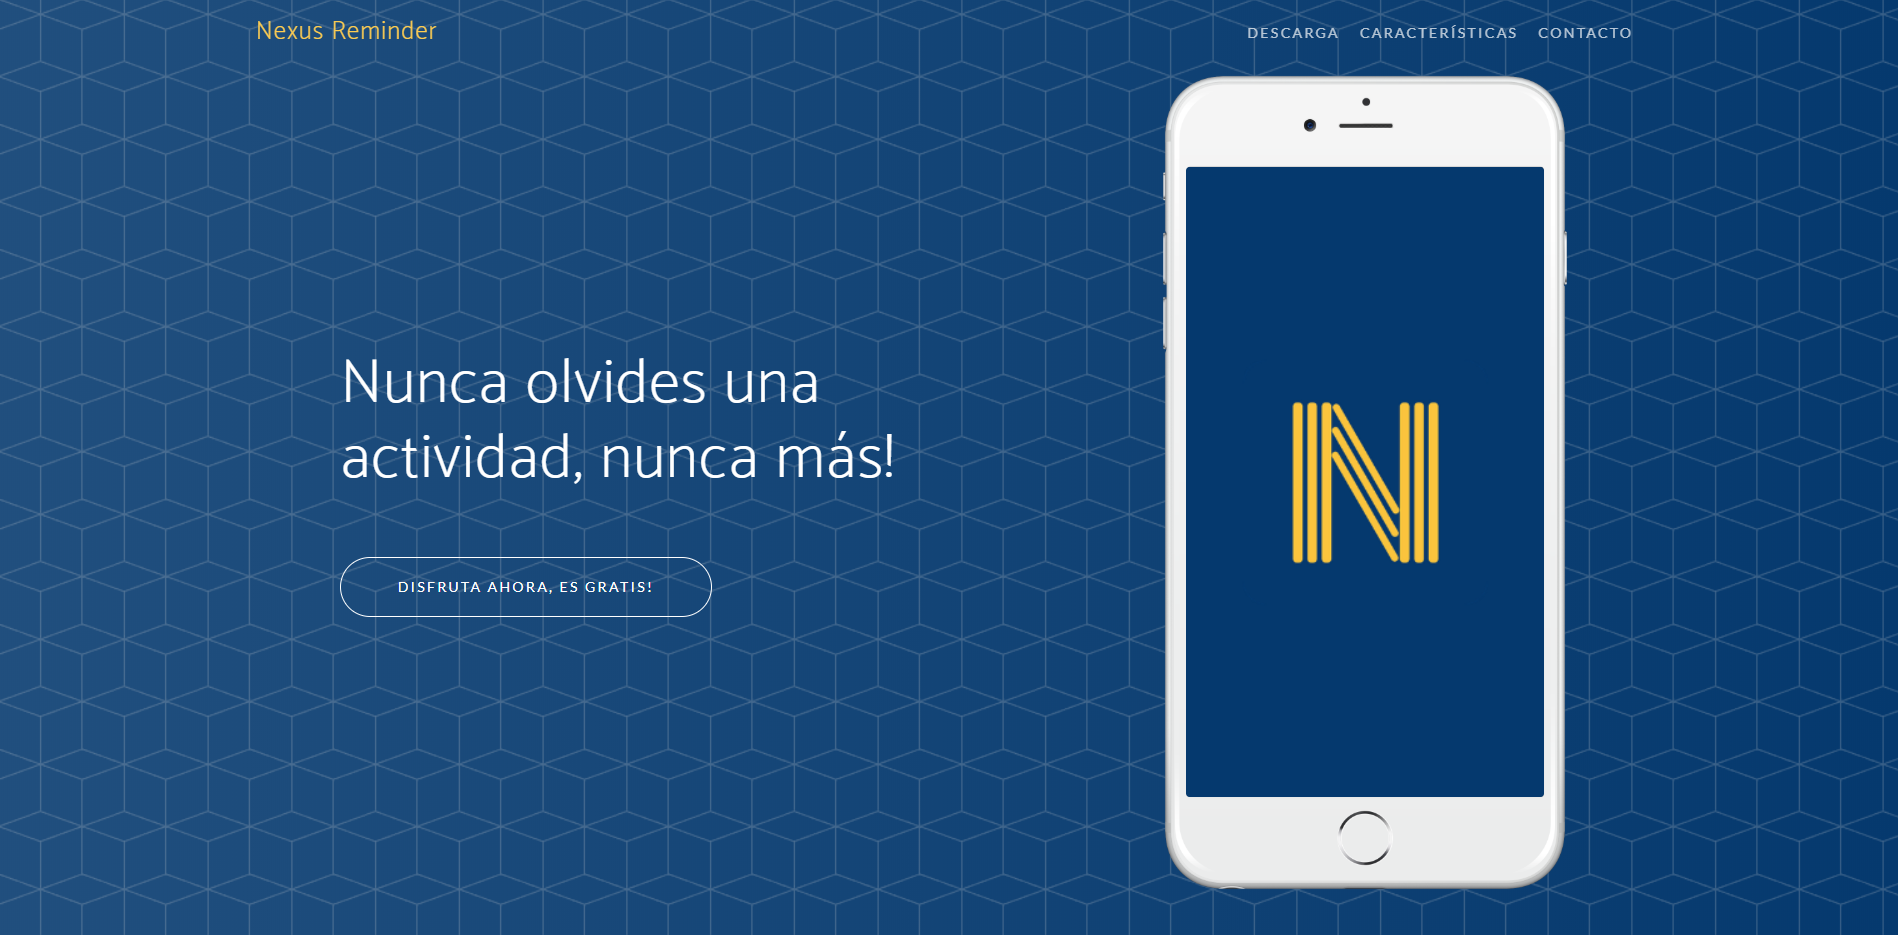 Nexus Reminder
DESCARGA CARACTERÍSTICAS CONTACTO
Nunca olvides una
actividad, nunca más!
DISFRUTA AHORA, ES GRATIS!
N